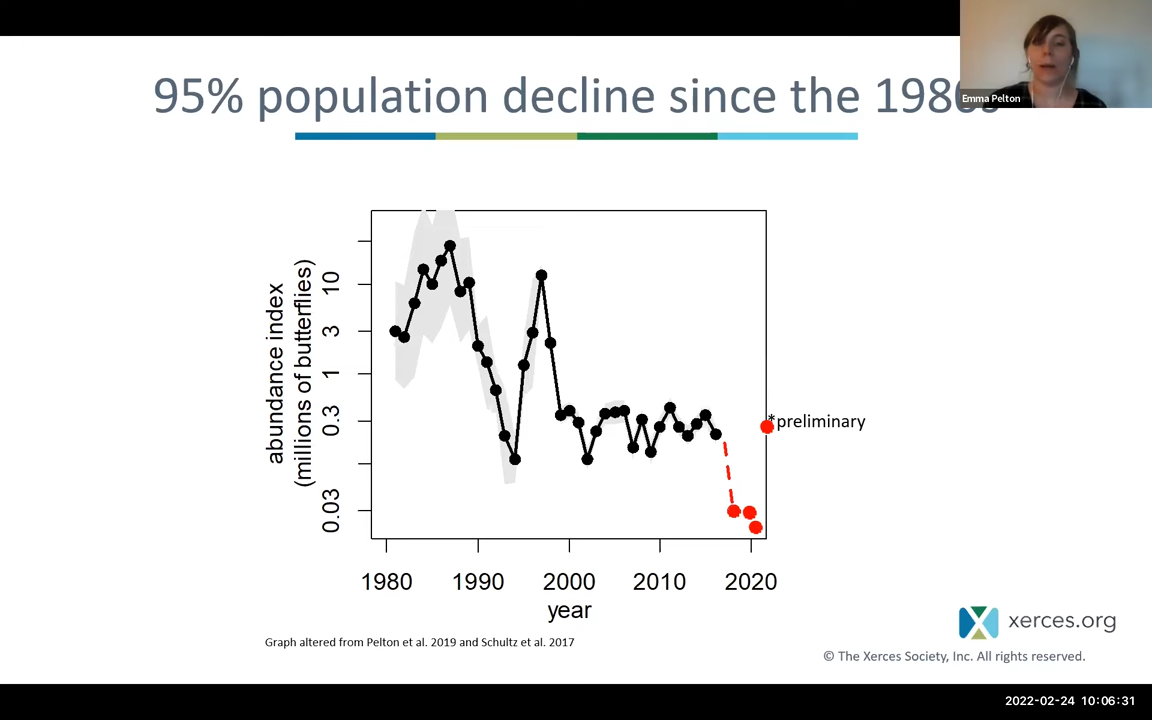 95% population decline since the 1980s
Emma Pelton
abundance index
(millions of butterflies)
10
3
1
0.3
0.03
*preliminary
1980 1990 2000 2010 2020
year
Graph altered from Pelton et al. 2019 and Schultz et al. 2017
xerces.org
© The Xerces Society, Inc. All rights reserved.
2022-02-24 10:06:31